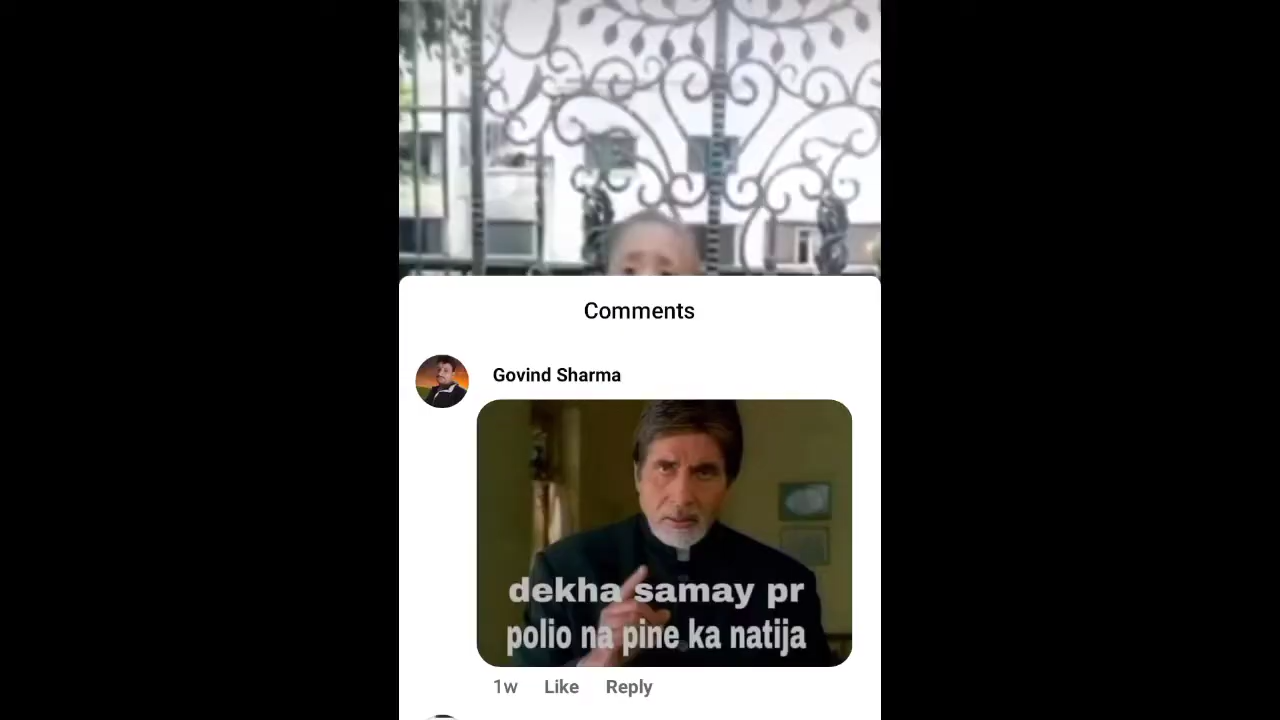 Comments
Govind Sharma
dekha samay pr
polio na pine ka natija
1w Like Reply